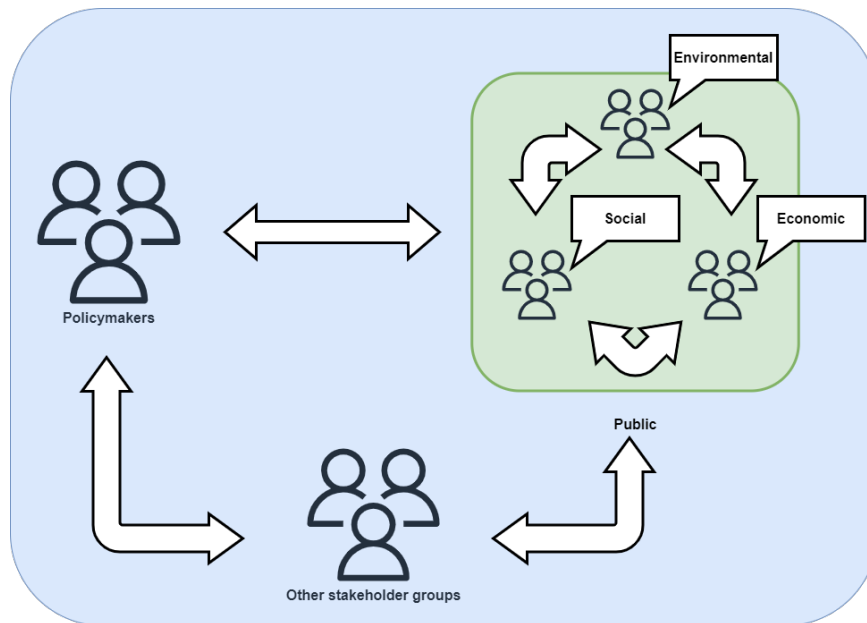 Environmental
Social
Economic
Policymakers
Public
Other stakeholder groups